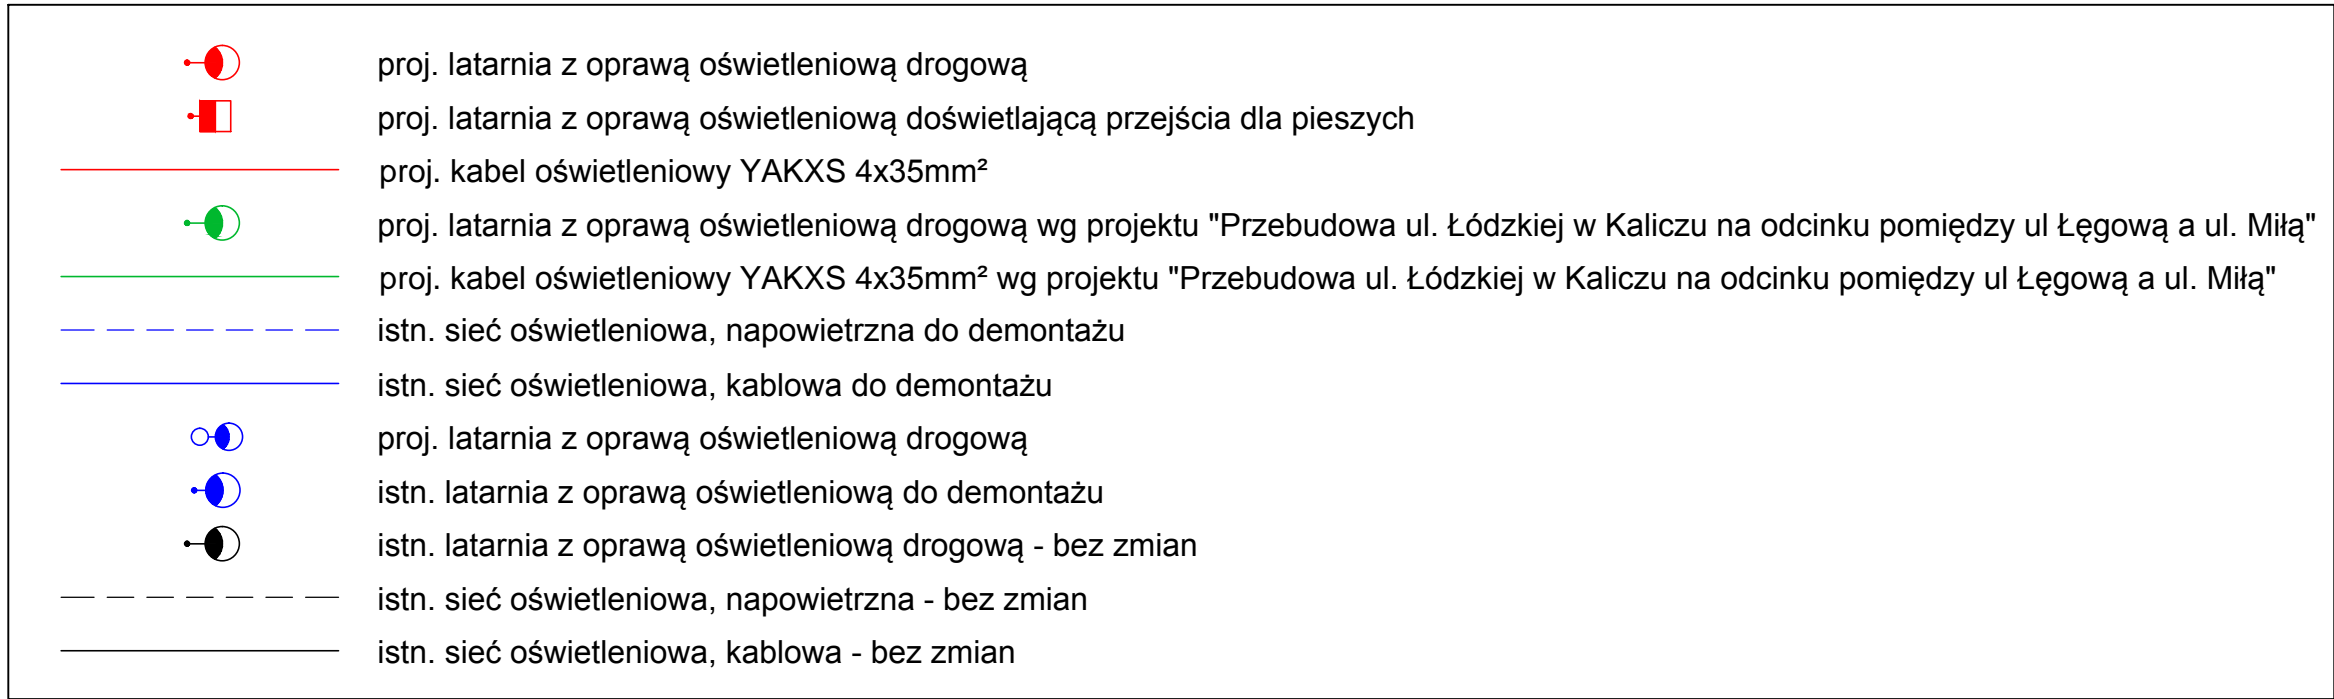 proj. latarnia z oprawą oświetleniową drogową
proj. latarnia z oprawą oświetleniową doświetlającą przejścia dla pieszych
proj. kabel oświetleniowy YAKXS 4x35mm²
proj. latarnia z oprawą oświetleniową drogową wg projektu "Przebudowa ul. Łódzkiej w Kaliczu na odcinku pomiędzy ul Łęgową a ul. Miłą"
proj. kabel oświetleniowy YAKXS 4x35mm² wg projektu "Przebudowa ul. Łódzkiej w Kaliczu na odcinku pomiędzy ul Łęgową a ul. Miłą"
istn. sieć oświetleniowa, napowietrzna do demontażu
istn. sieć oświetleniowa, kablowa do demontażu
proj. latarnia z oprawą oświetleniową drogową
istn. latarnia z oprawą oświetleniową do demontażu
istn. latarnia z oprawą oświetleniową drogową - bez zmian
istn. sieć oświetleniowa, napowietrzna - bez zmian
istn. sieć oświetleniowa, kablowa - bez zmian